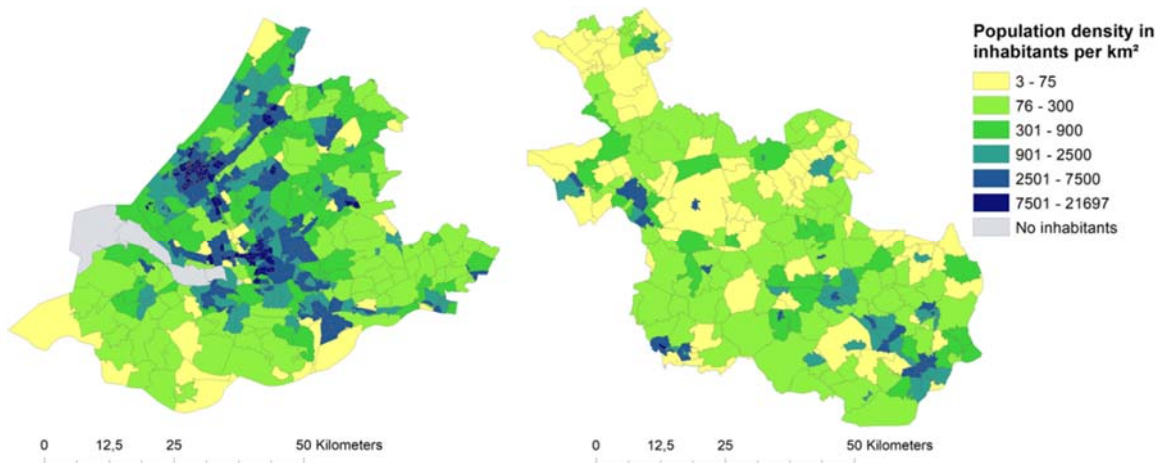 Population density in
inhabitants per km²
3 - 75
76 - 300
301 - 900
901 - 2500
2501 - 7500
7501 - 21697
No inhabitants
0 12,5 25 50 Kilometers
0 12,5 25 50 Kilometers